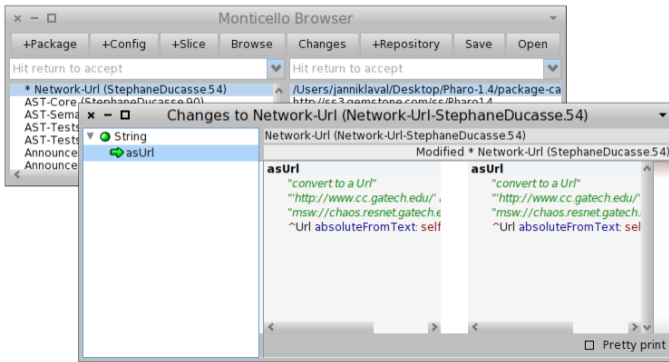 Monticello Browser
+Package +Config +Slice Browse Changes +Repository Save Open
Hit return to accept Hit return to accept
* Network-Url (StephaneDucasse.54) /Users/janniklaval/Desktop/Pharo-1.4/package-ca
AST-Core (StephaneDucasse.90) http://ss3.gemstone.com/ss/Pharo1.4
AST-Sema
AST-Tests
AST-Tests
Announce
Announce
Changes to Network-Url (Network-Url-StephaneDucasse.54)
String
asUrl
Network-Url (Network-Url-StephaneDucasse.54)
Modified * Network-Url (StephaneDucasse.54)
asUrl asUrl
"convert to a Url" "convert to a Url"
"'http://www.cc.gatech.edu/' "'http://www.cc.gatech.edu/'
"msw://chaos.resnet.gatech.e "msw://chaos.resnet.gatech.
^Url absoluteFromText: self ^Url absoluteFromText: sel
Pretty print